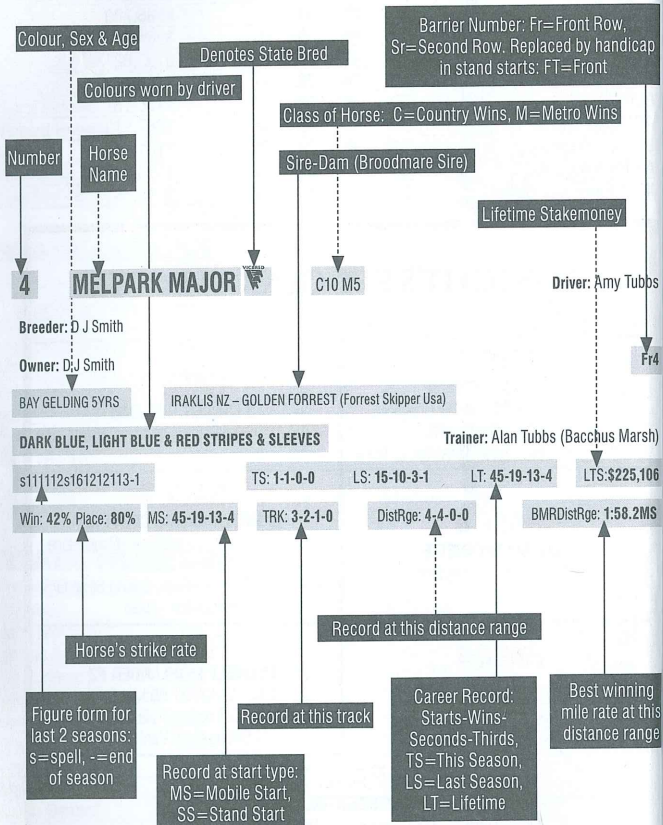 Colour, Sex & Age
Denotes State Bred
Barrier Number: Fr=Front Row,
Sr=Second Row. Replaced by handicap
in stand starts: FT=Front
Colours worn by driver
Class of Horse: C=Country Wins, M=Metro Wins
Number
Horse
Name
Sire-Dam (Broodmare Sire)
Lifetime Stakemoney
4 MELPARK MAJOR VICBRED C10 M5 Driver: Amy Tubbs
Breeder: D J Smith
Fr4
Owner: D J Smith
BAY GELDING 5YRS IRAKLIS NZ – GOLDEN FORREST (Forrest Skipper Usa)
DARK BLUE, LIGHT BLUE & RED STRIPES & SLEEVES Trainer: Alan Tubbs (Bacchus Marsh)
s111112s161212113-1 TS: 1-1-0-0 LS: 15-10-3-1 LT: 45-19-13-4 LTS:$225,106
Win: 42% Place: 80% MS: 45-19-13-4 TRK: 3-2-1-0 DistRge: 4-4-0-0 BMRDistRge: 1:58.2MS
Record at this distance range
Horse's strike rate
Figure form for
last 2 seasons:
s=spell, -=end
of season
Record at this track
Career Record:
Starts-Wins-
Seconds-Thirds,
TS=This Season,
LS=Last Season,
LT=Lifetime
Best winning
mile rate at this
distance range
Record at start type:
MS=Mobile Start,
SS=Stand Start